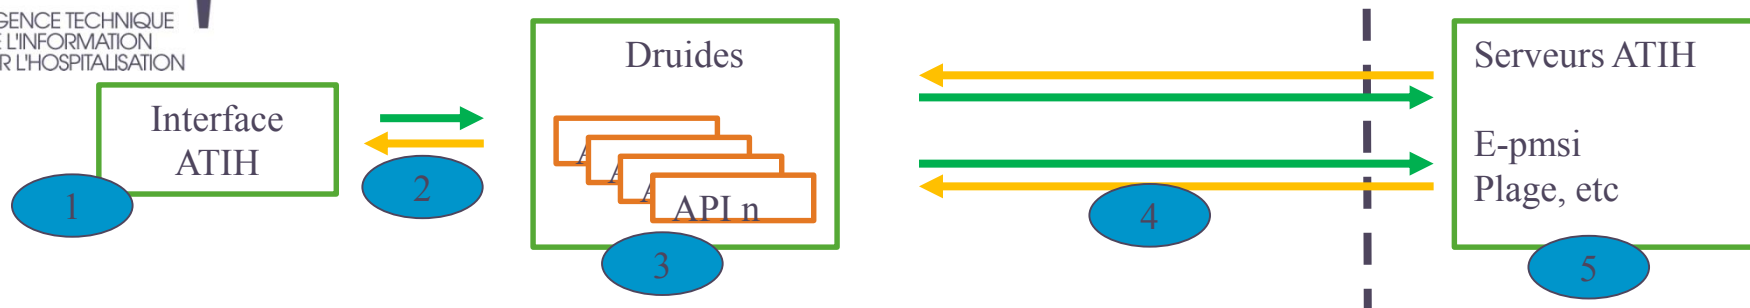 GENCE TECHNIQUE
E L'INFORMATION
R L'HOSPITALISATION
Interface
ATIH
1
2
Druides
A
A
A
API n
3
4
Serveurs ATIH
E-pmsi
Plage, etc
5